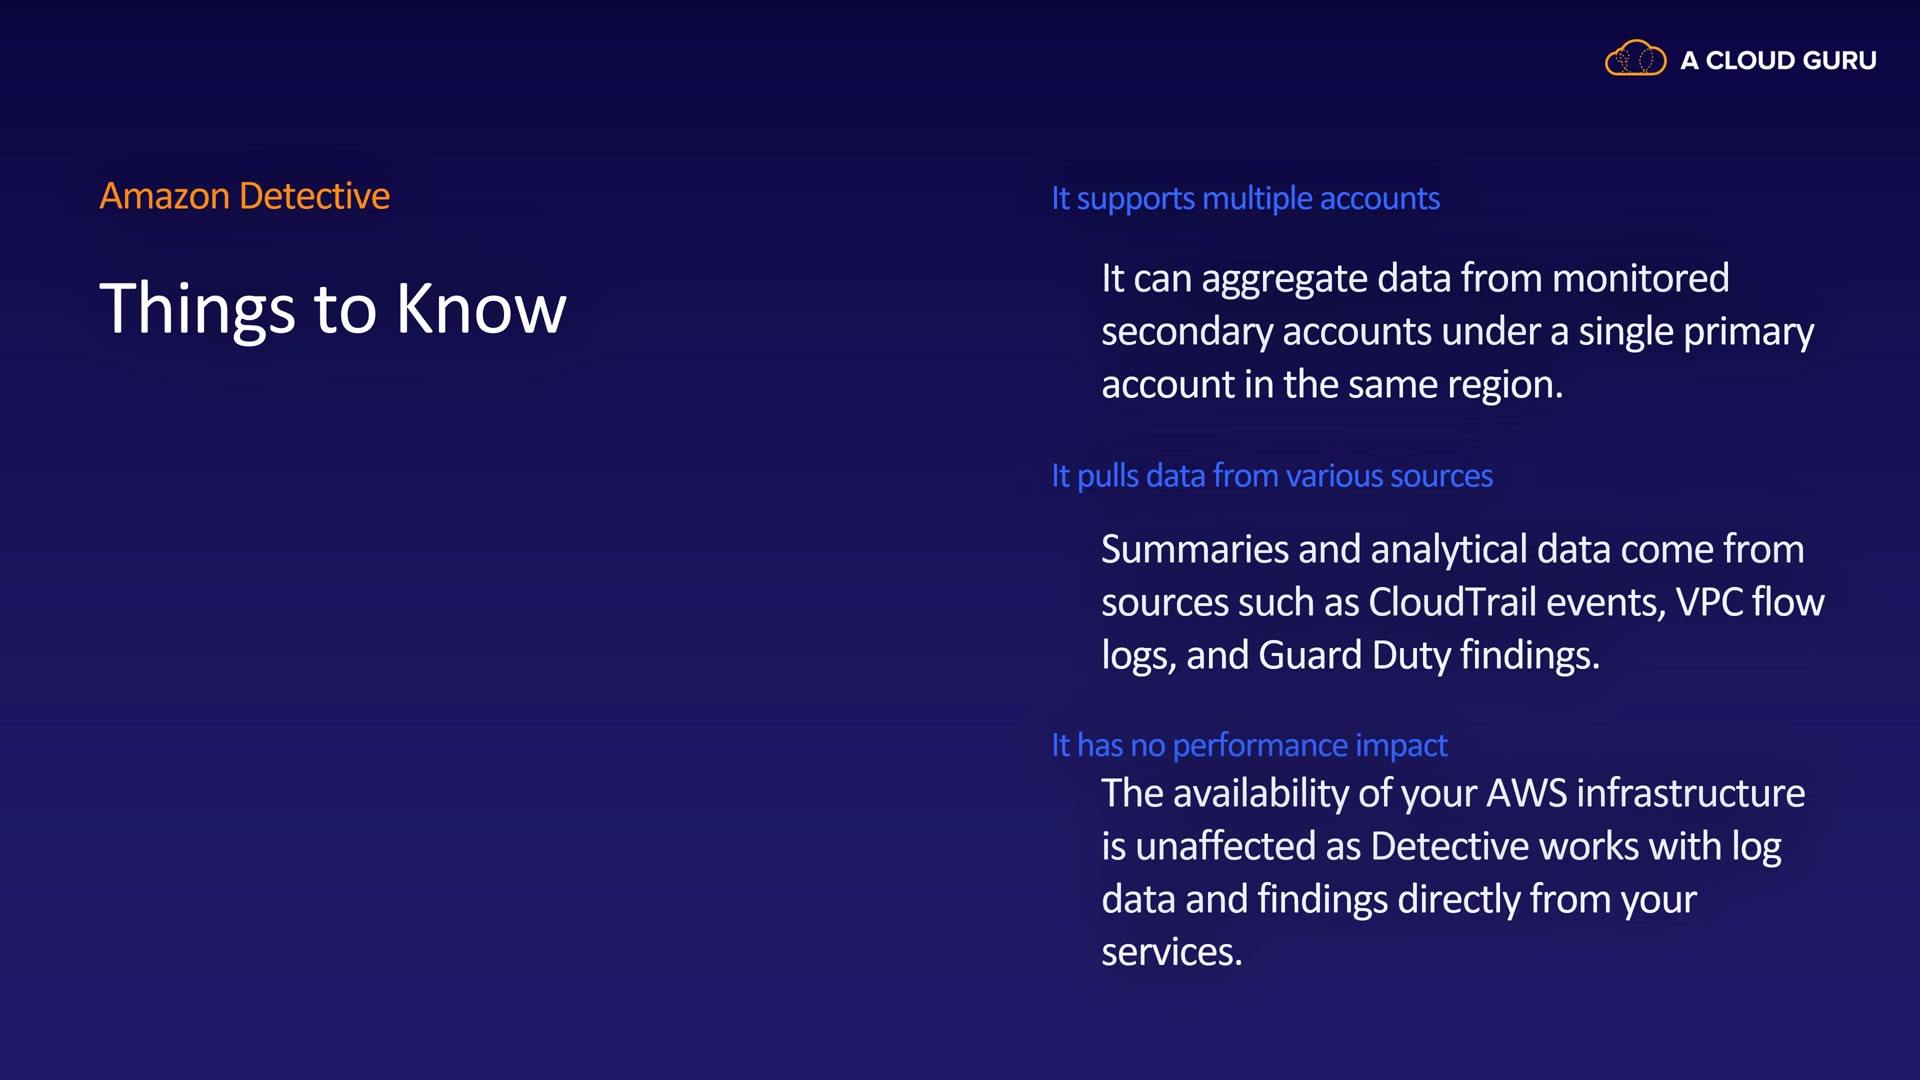 A CLOUD GURU
Amazon Detective
Things to Know
It supports multiple accounts
It can aggregate data from monitored
secondary accounts under a single primary
account in the same region.
It pulls data from various sources
Summaries and analytical data come from
sources such as CloudTrail events, VPC flow
logs, and Guard Duty findings.
It has no performance impact
The availability of your AWS infrastructure
is unaffected as Detective works with log
data and findings directly from your
services.